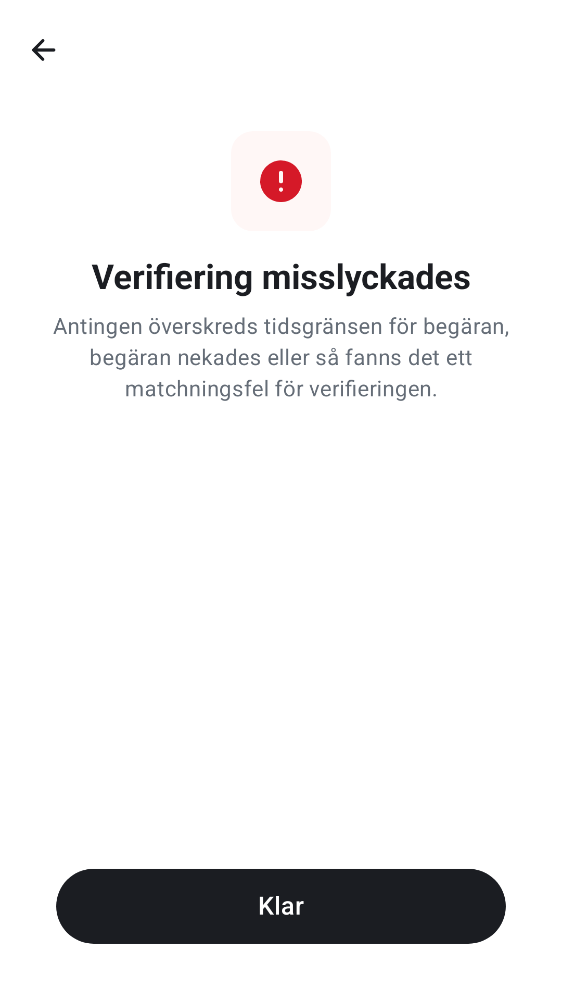 Verifiering misslyckades
Antingen överskreds tidsgränsen för begäran,
begäran nekades eller så fanns det ett
matchningsfel för verifieringen.
Klar